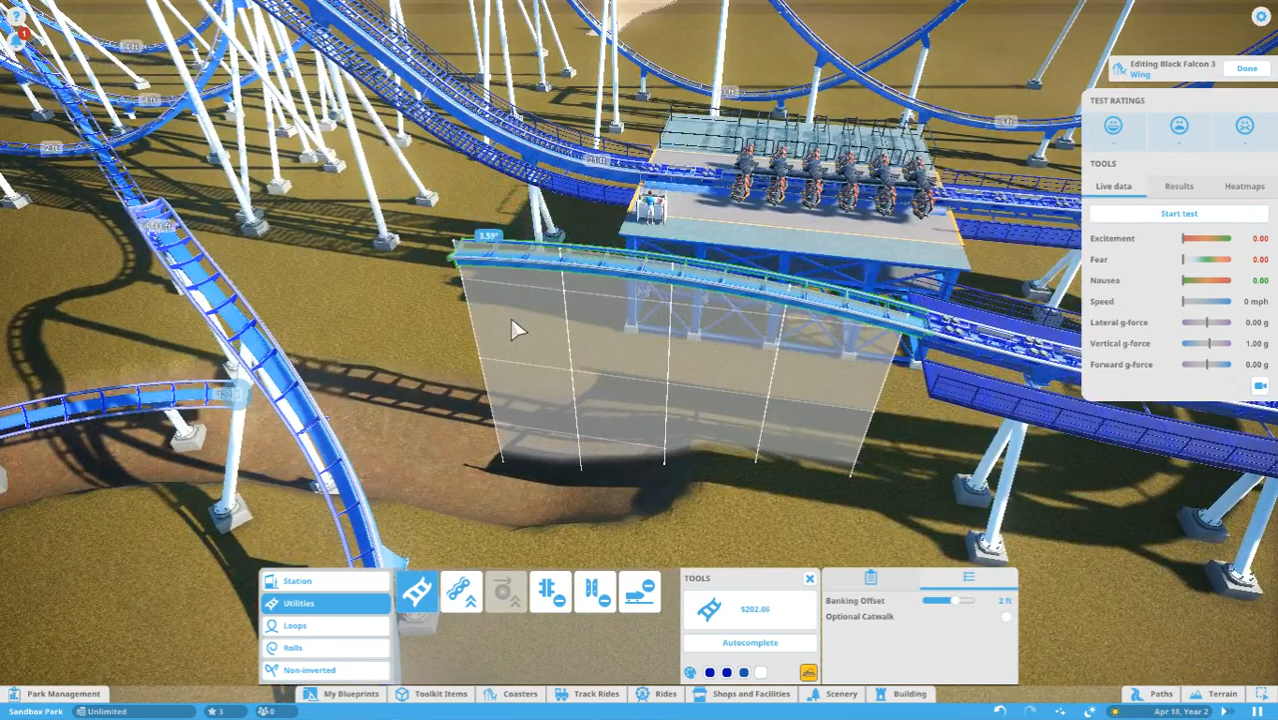 ?
1
Editing Black Falcon 3
Wing
Done
TEST RATINGS
- - -
TOOLS
Live data Results Heatmaps
Start test
Excitement 0.00
Fear 0.00
Nausea 0.00
Speed 0 mph
Lateral g-force 0.00 g
Vertical g-force 1.00 g
Forward g-force 0.00 g
3.59°
Station
Utilities
Loops
Rolls
Non-inverted
TOOLS
$202.06
Autocomplete
Banking Offset 2 ft
Optional Catwalk
Park Management
My Blueprints
Toolkit Items
Coasters
Track Rides
Rides
Shops and Facilities
Scenery
Building
Paths
Terrain
Sandbox Park
Unlimited
3
0
Apr 18, Year 2